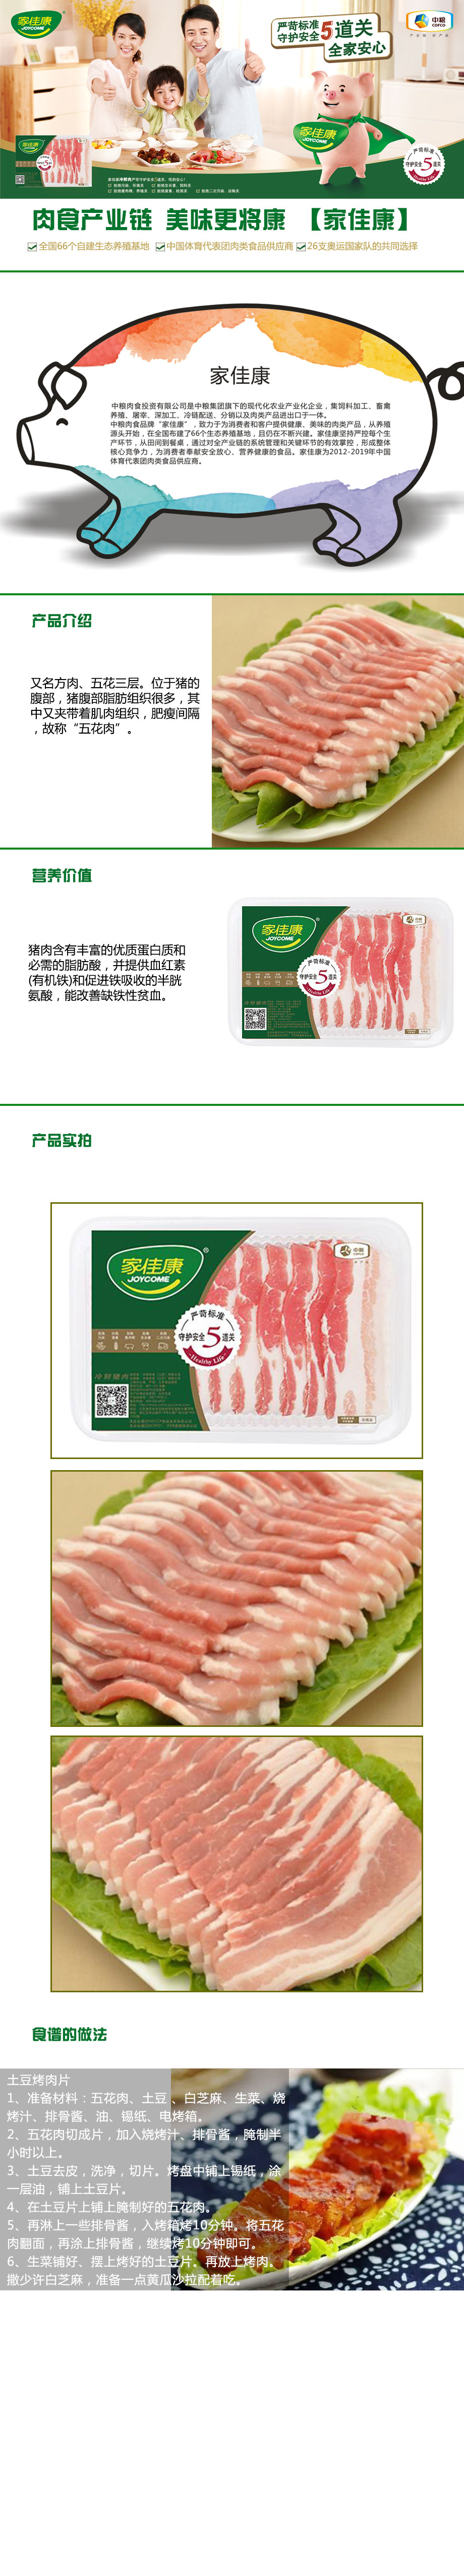 家佳康
JOYCOME
严苛标准
守护安全5道关
全家安心
中粮
COFCO
家佳康
JOYCOME
严苛标准
守护安全5道关
Healthy Life
肉食产业链 美味更将康 【家佳康】
全国66个自建生态养殖基地 中国体育代表团肉类食品供应商 26支奥运国家队的共同选择
家佳康
中粮肉食投资有限公司是中粮集团旗下的现代化农业产业化企业，集饲料加工、畜禽
养殖、屠宰、深加工、冷链配送、分销以及肉类产品进出口于一体。
中粮肉食品牌“家佳康”，致力于为消费者和客户提供健康、美味的肉类产品，从养殖
源头开始，在全国布建了66个生态养殖基地，且仍在不断兴建。家佳康坚持严控每个生
产环节，从田间到餐桌，通过对全产业链的系统管理和关键环节的有效掌控，形成整体
核心竞争力，为消费者奉献安全放心、营养健康的食品。家佳康为2012-2019年中国
体育代表团肉类食品供应商。
产品介绍
又名方肉、五花三层。位于猪的
腹部，猪腹部脂肪组织很多，其
中又夹带着肌肉组织，肥瘦间隔
，故称“五花肉”。
营养价值
猪肉含有丰富的优质蛋白质和
必需的脂肪酸，并提供血红素
(有机铁)和促进铁吸收的半胱
氨酸，能改善缺铁性贫血。
家佳康
JOYCOME
中粮
严苛标准
守护安全5道关
Healthy Life
产品实拍
家佳康
JOYCOME
中粮
严苛标准
守护安全5道关
Healthy Life
冷鲜猪肉
食谱的做法
土豆烤肉片
1、准备材料：五花肉、土豆 、白芝麻、生菜、烧
烤汁、排骨酱、油、锡纸、电烤箱。
2、五花肉切成片，加入烧烤汁、排骨酱，腌制半
小时以上。
3、土豆去皮，洗净，切片。烤盘中铺上锡纸，涂
一层油，铺上土豆片。
4、在土豆片上铺上腌制好的五花肉。
5、再淋上一些排骨酱，入烤箱烤10分钟。将五花
肉翻面，再涂上排骨酱，继续烤10分钟即可。
6、生菜铺好、摆上烤好的土豆片。再放上烤肉。
撒少许白芝麻，准备一点黄瓜沙拉配着吃。